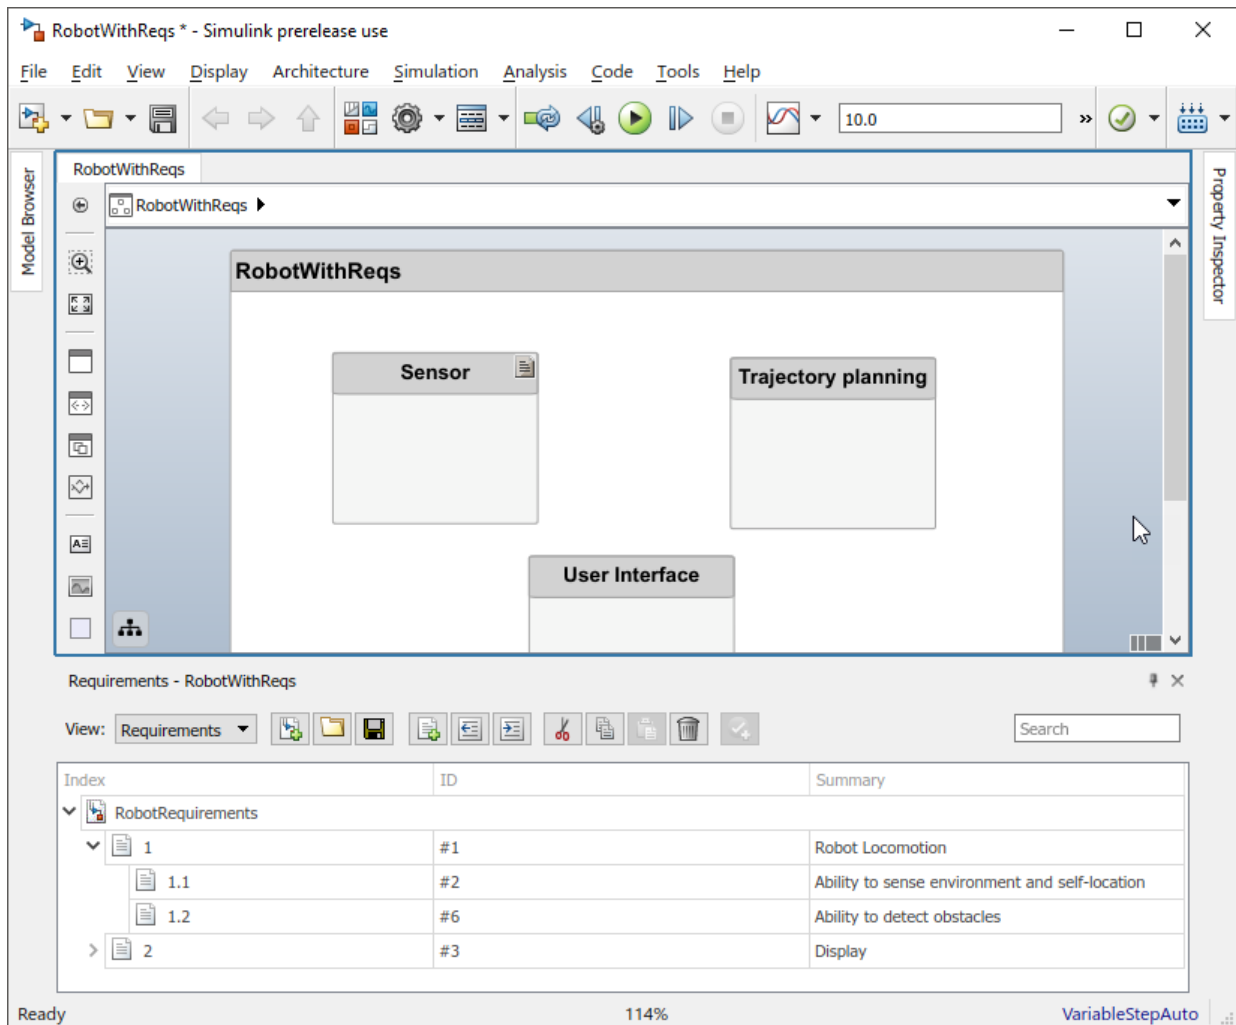 RobotWithReqs * - Simulink prerelease use
File Edit View Display Architecture Simulation Analysis Code Tools Help
10.0 »
Model Browser
RobotWithReqs
Property Inspector
RobotWithReqs
RobotWithReqs
Sensor
Trajectory planning
User Interface
A
Requirements - RobotWithReqs
View: Requirements Search
Index ID Summary
RobotRequirements
1 #1 Robot Locomotion
1.1 #2 Ability to sense environment and self-location
1.2 #6 Ability to detect obstacles
2 #3 Display
Ready 114% VariableStepAuto